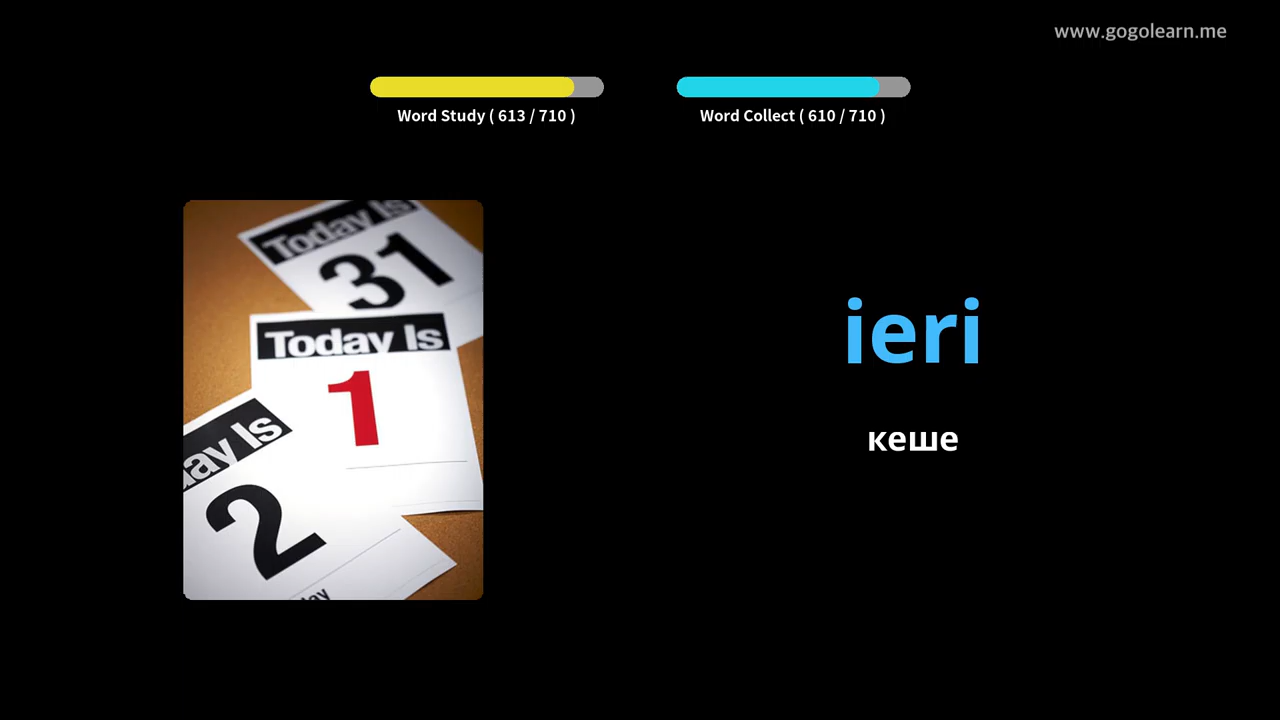 www.gogolearn.me
Word Study ( 613 / 710 )
Word Collect ( 610 / 710 )
Today Is
31
Today Is
1
ay Is
2
ieri
кеше